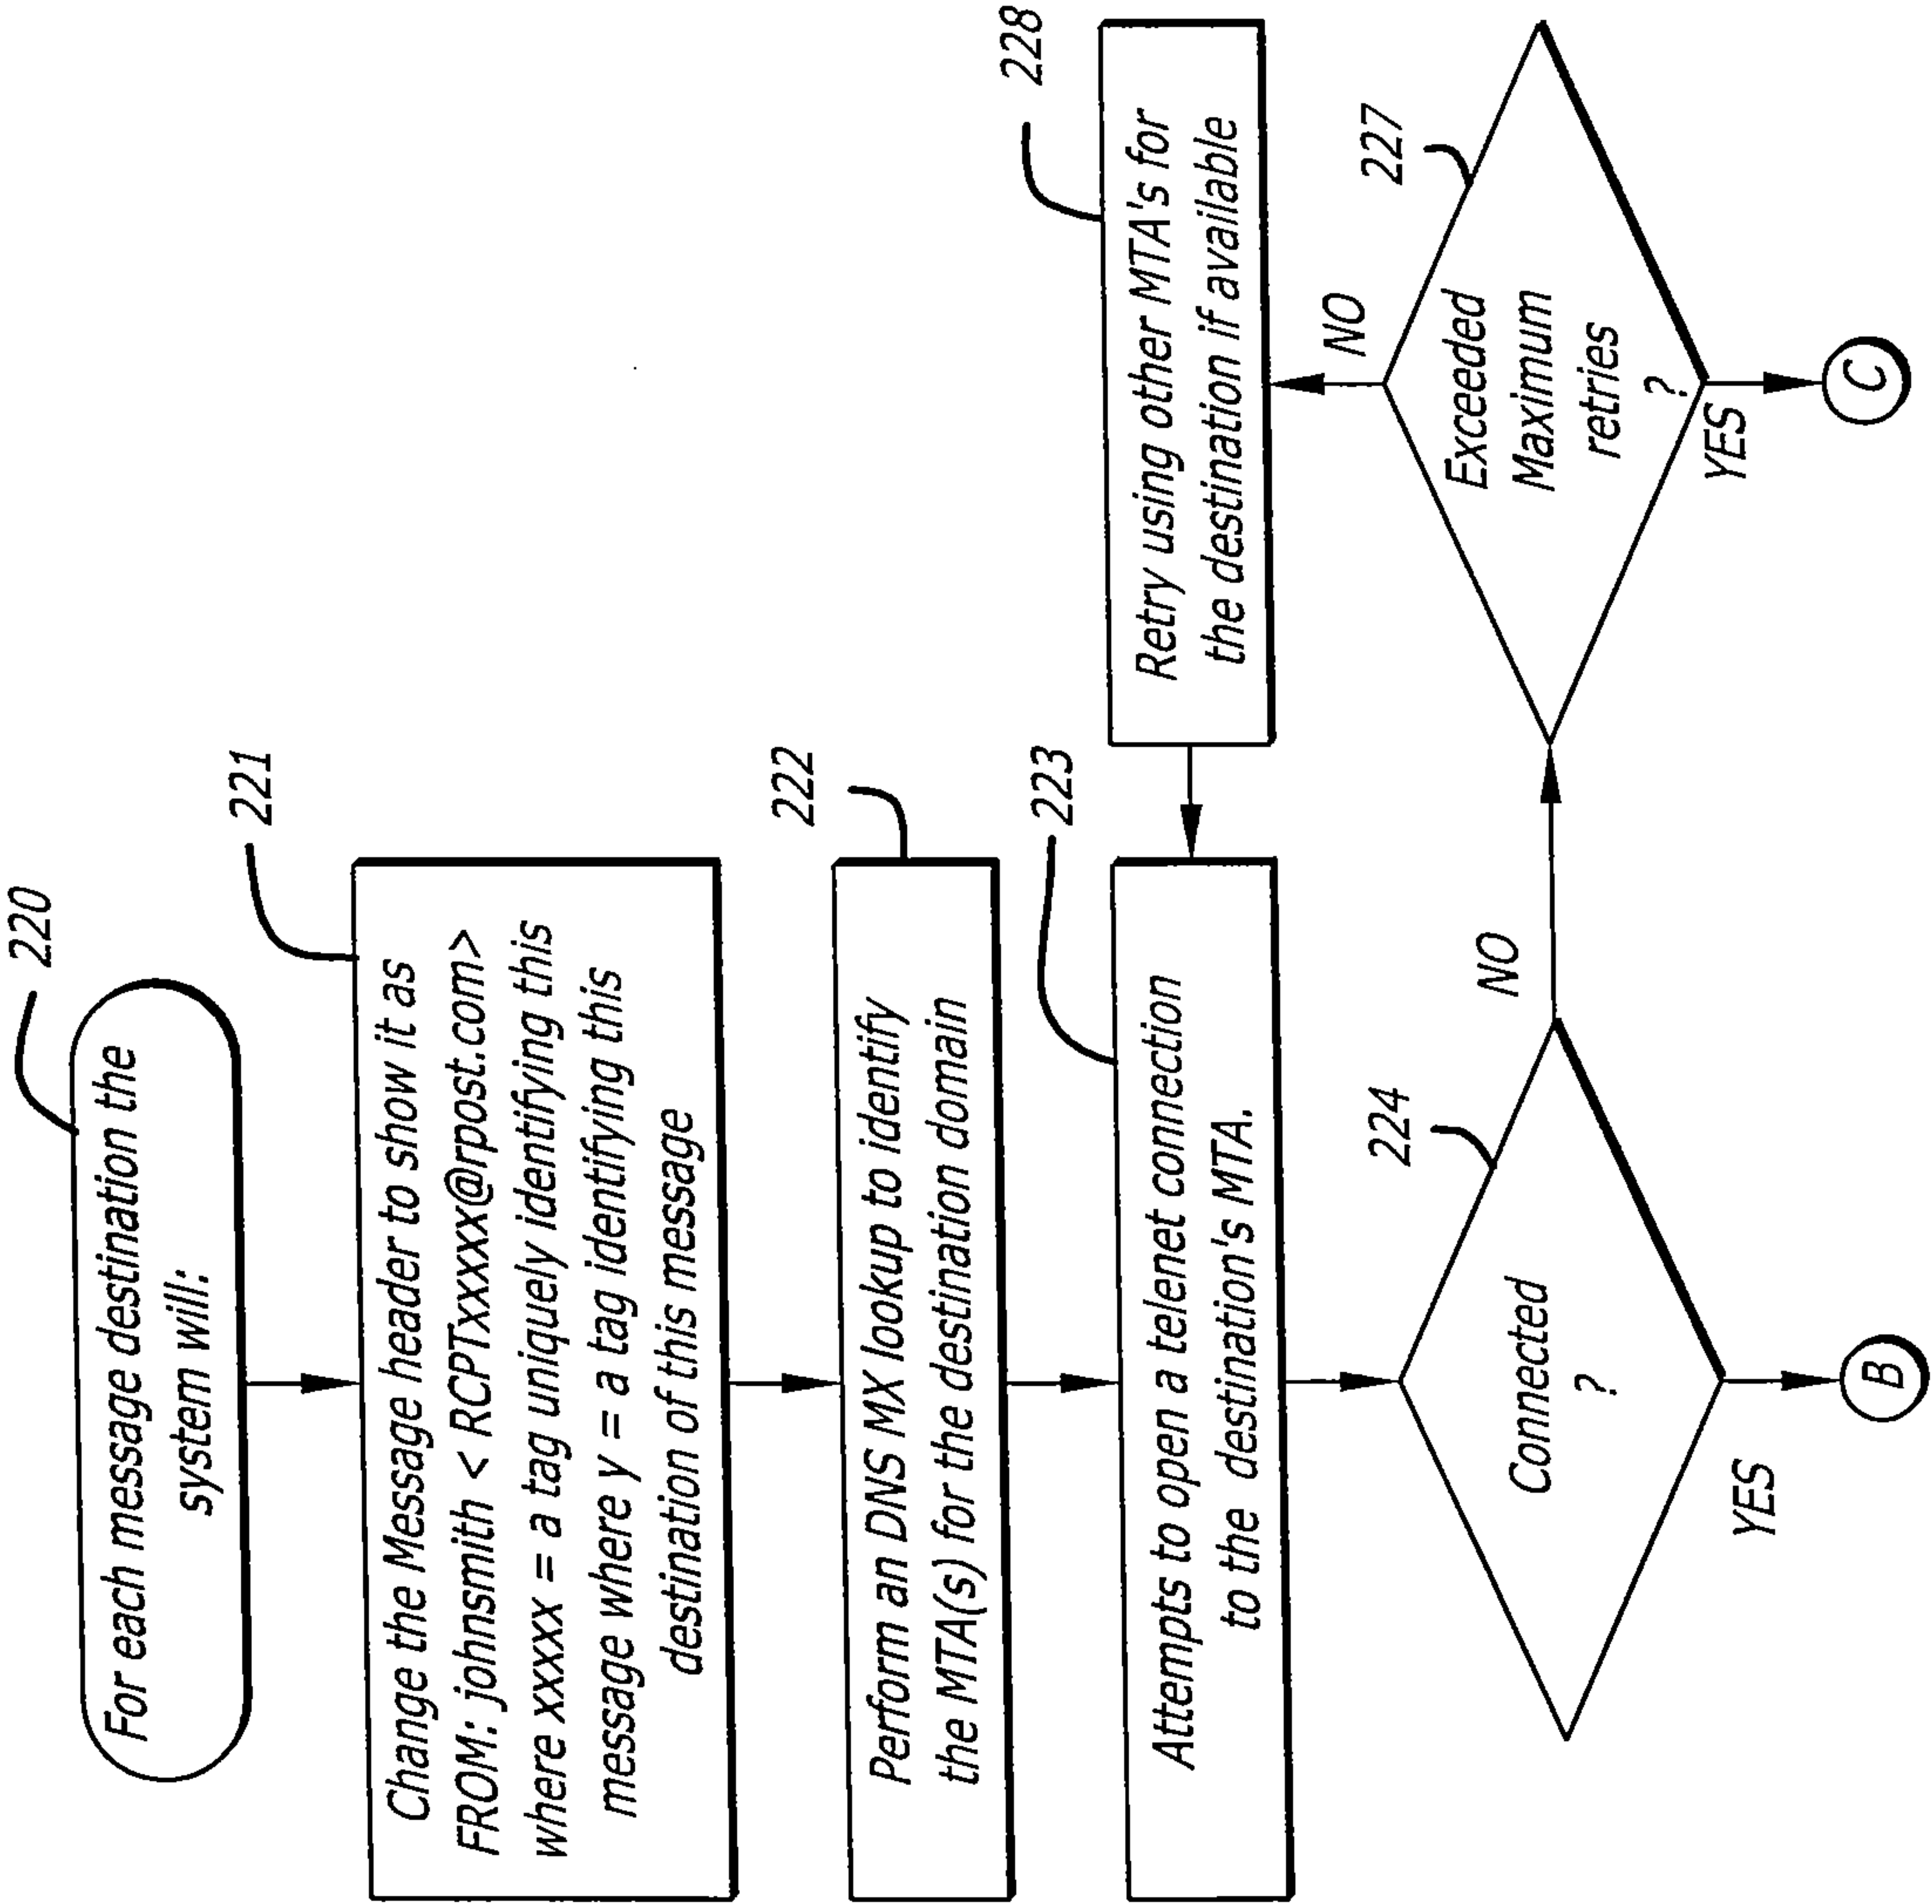 220
For each message destination the
system will:
221
Change the Message header to show it as
FROM: johnsmith < RCPTxxxxx@rpost.com>
where xxxxx = a tag uniquely identifying this
message where y = a tag identifying this
destination of this message
222
Perform an DNS MX lookup to identify
the MTA(s) for the destination domain
223
Attempts to open a telenet connection
to the destination's MTA.
224
Connected
?
YES
B
NO
228
Retry using other MTA's for
the destination if available
NO
227
Exceeded
Maximum
retries
?
YES
C